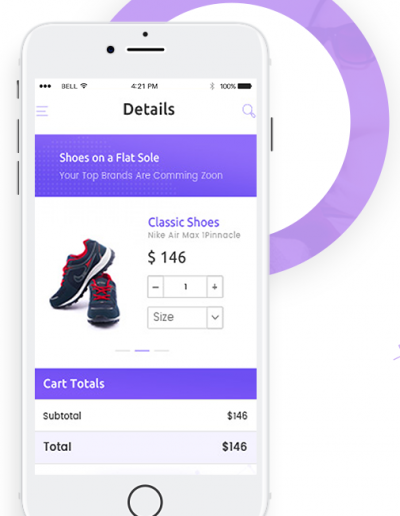 BELL 4:21 PM 100%
Details
Shoes on a Flat Sole
Your Top Brands Are Comming Zoon
Classic Shoes
Nike Air Max 1Pinnacle
$ 146
− 1 +
Size
Cart Totals
Subtotal $146
Total $146